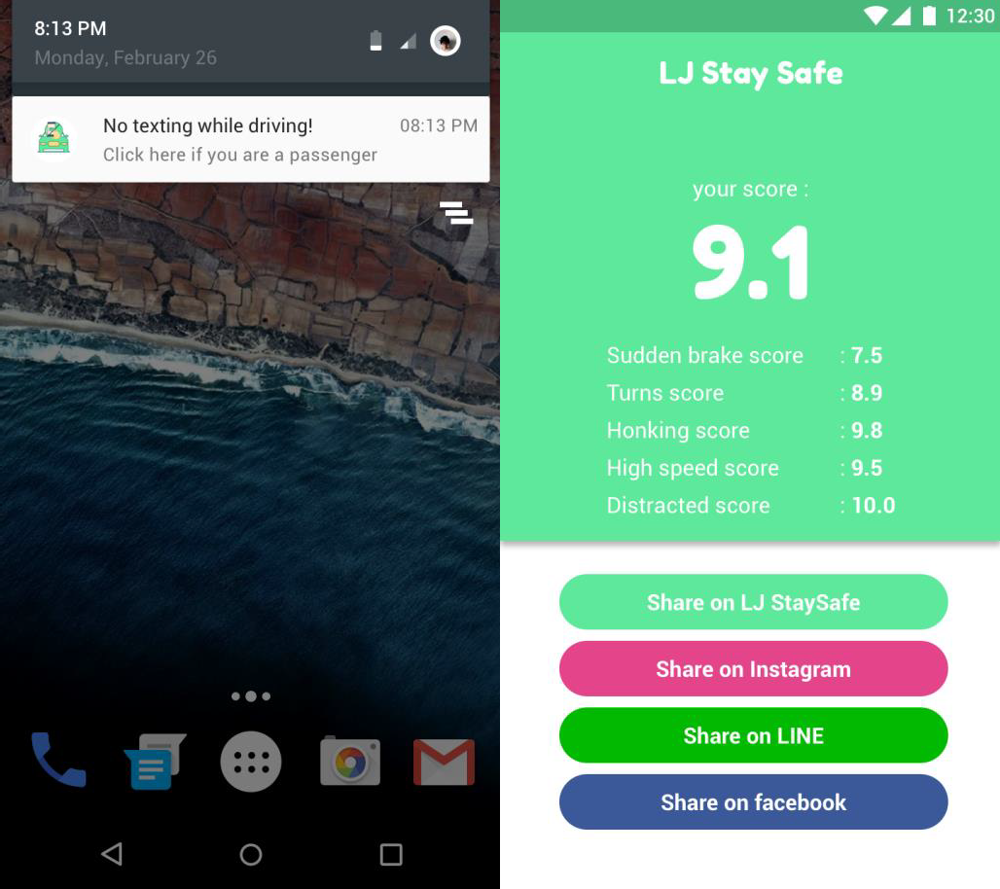 8:13 PM
Monday, February 26
No texting while driving!
08:13 PM
Click here if you are a passenger
12:30
LJ Stay Safe
your score :
9.1
Sudden brake score : 7.5
Turns score : 8.9
Honking score : 9.8
High speed score : 9.5
Distracted score : 10.0
Share on LJ StaySafe
Share on Instagram
Share on LINE
Share on facebook